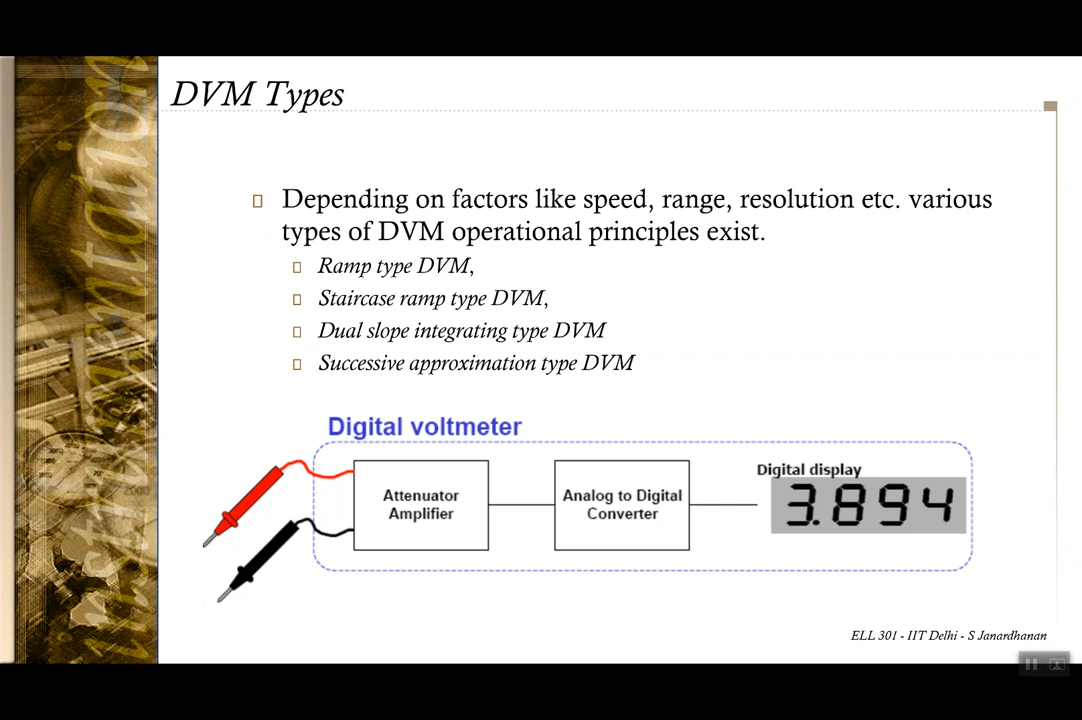 DVM Types
Depending on factors like speed, range, resolution etc. various
types of DVM operational principles exist.
Ramp type DVM,
Staircase ramp type DVM,
Dual slope integrating type DVM
Successive approximation type DVM
Digital voltmeter
Attenuator
Amplifier
Analog to Digital
Converter
Digital display
3.894
ELL 301 - IIT Delhi - S Janardhanan
instrumentation